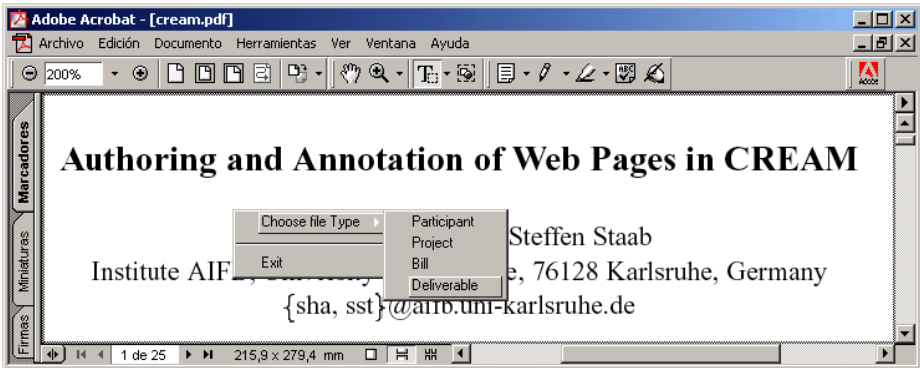 Adobe Acrobat - [cream.pdf]
Archivo Edición Documento Herramientas Ver Ventana Ayuda
200%
Adobe
Marcadores
Miniaturas
Firmas
Authoring and Annotation of Web Pages in CREAM
Choose file Type
Exit
Participant
Project
Bill
Deliverable
Steffen Staab
Institute AIFB, 76128 Karlsruhe, Germany
{sha, sst}@aifb.uni-karlsruhe.de
1 de 25 215,9 x 279,4 mm